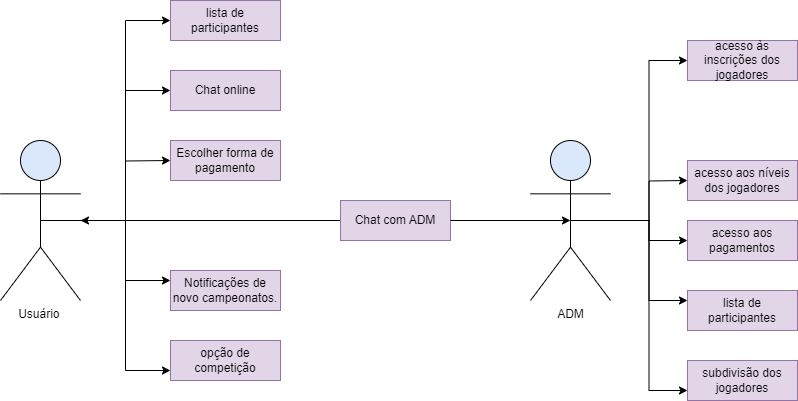 lista de
participantes
Chat online
Escolher forma de
pagamento
Chat com ADM
Notificações de
novo campeonatos.
opção de
competição
Usuário
ADM
acesso às
inscrições dos
jogadores
acesso aos níveis
dos jogadores
acesso aos
pagamentos
lista de
participantes
subdivisão dos
jogadores